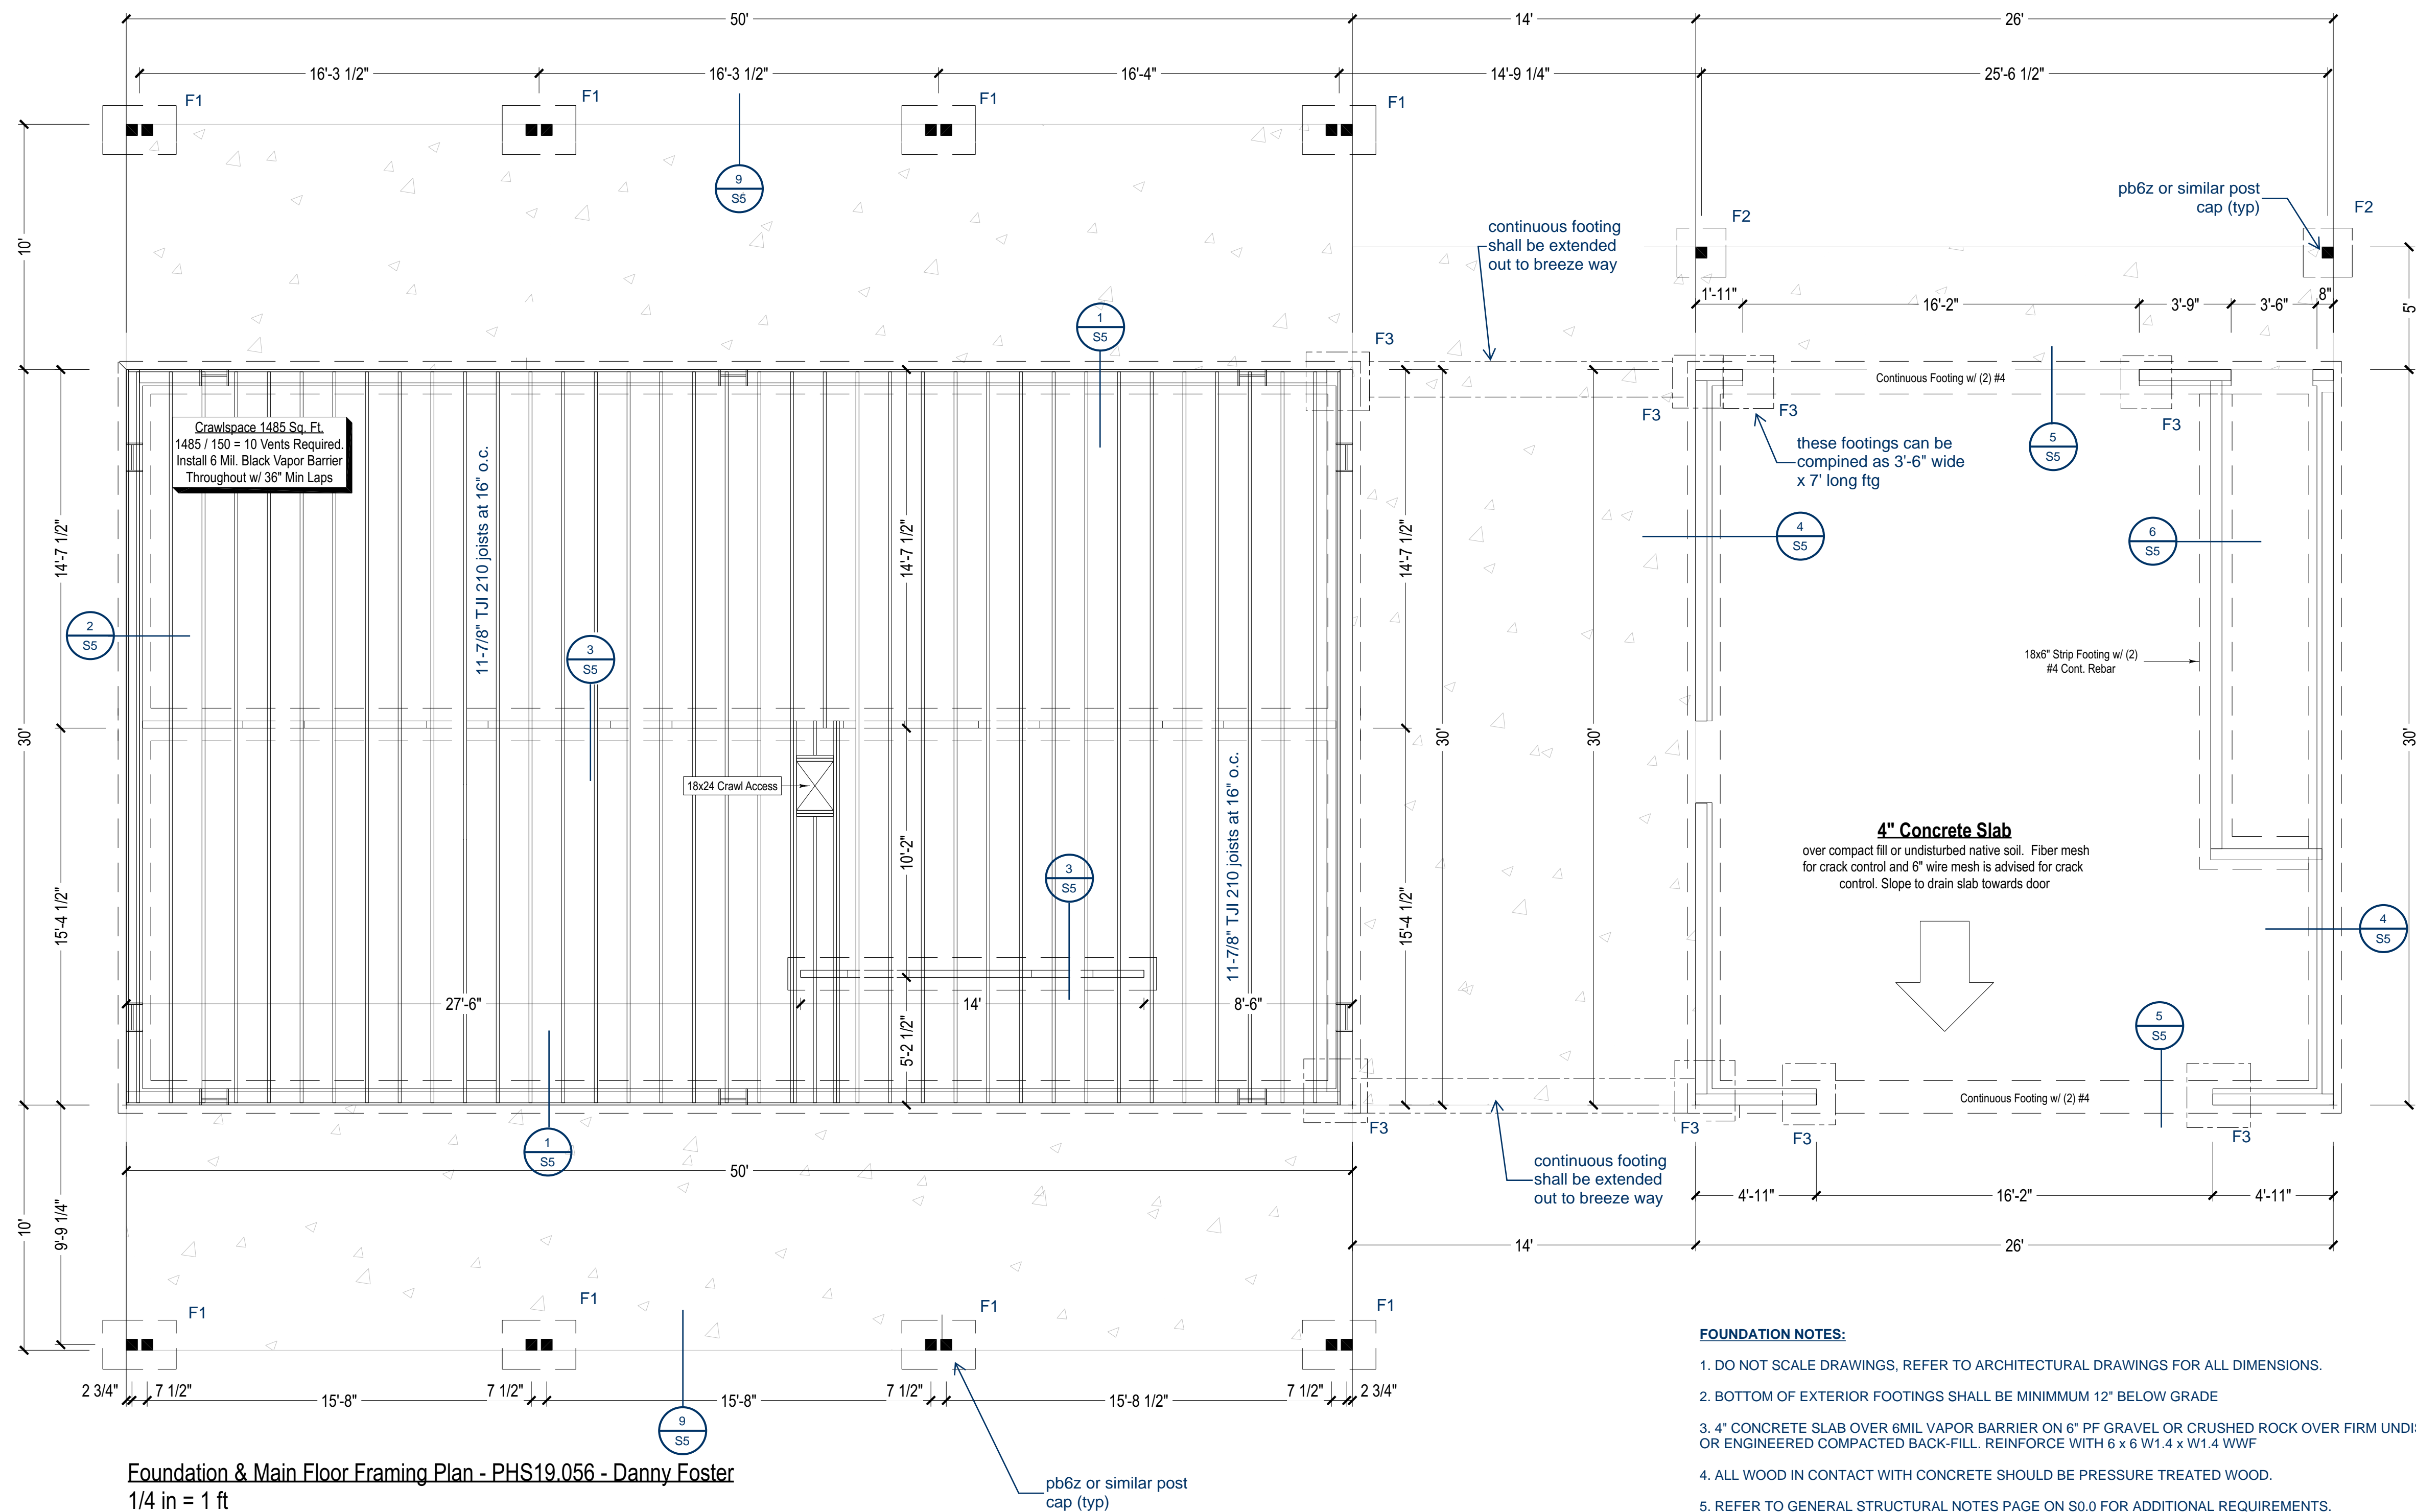 50'
14'
26'
16'-3 1/2"
16'-3 1/2"
16'-4"
14'-9 1/4"
25'-6 1/2"
F1
F1
F1
F1
9
S5
10'
pb6z or similar post
cap (typ)
F2
F2
continuous footing
shall be extended
out to breeze way
1'-11"
16'-2"
3'-9"
3'-6"
8"
5'
1
S5
F3
Continuous Footing w/ (2) #4
F3
F3
F3
these footings can be
compined as 3'-6" wide
x 7' long ftg
5
S5
Crawlspace 1485 Sq. Ft.
1485 / 150 = 10 Vents Required.
Install 6 Mil. Black Vapor Barrier
Throughout w/ 36" Min Laps
11-7/8" TJI 210 joists at 16" o.c.
14'-7 1/2"
14'-7 1/2"
14'-7 1/2"
4
S5
6
S5
2
S5
3
S5
18x6" Strip Footing w/ (2)
#4 Cont. Rebar
30'
30'
30'
30'
18x24 Crawl Access
11-7/8" TJI 210 joists at 16" o.c.
4" Concrete Slab
over compact fill or undisturbed native soil. Fiber mesh
for crack control and 6" wire mesh is advised for crack
control. Slope to drain slab towards door
10'-2"
3
S5
15'-4 1/2"
15'-4 1/2"
4
S5
27'-6"
14'
8'-6"
5'-2 1/2"
5
S5
Continuous Footing w/ (2) #4
F3
F3
F3
F3
1
S5
50'
continuous footing
shall be extended
out to breeze way
4'-11"
16'-2"
4'-11"
10'
9'-9 1/4"
14'
26'
F1
F1
F1
F1
2 3/4"
7 1/2"
15'-8"
7 1/2"
15'-8"
7 1/2"
15'-8 1/2"
7 1/2"
2 3/4"
9
S5
pb6z or similar post
cap (typ)
Foundation & Main Floor Framing Plan - PHS19.056 - Danny Foster
1/4 in = 1 ft
FOUNDATION NOTES:
1. DO NOT SCALE DRAWINGS, REFER TO ARCHITECTURAL DRAWINGS FOR ALL DIMENSIONS.
2. BOTTOM OF EXTERIOR FOOTINGS SHALL BE MINIMMUM 12" BELOW GRADE
3. 4" CONCRETE SLAB OVER 6MIL VAPOR BARRIER ON 6" PF GRAVEL OR CRUSHED ROCK OVER FIRM
OR ENGINEERED COMPACTED BACK-FILL. REINFORCE WITH 6 x 6 W1.4 x W1.4 WWF
4. ALL WOOD IN CONTACT WITH CONCRETE SHOULD BE PRESSURE TREATED WOOD.
5. REFER TO GENERAL STRUCTURAL NOTES PAGE ON S0.0 FOR ADDITIONAL REQUIREMENTS.